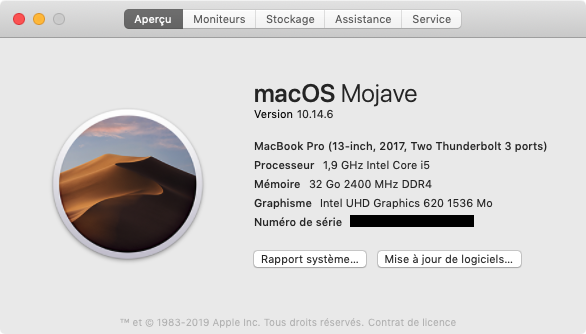 Aperçu Moniteurs Stockage Assistance Service
macOS Mojave
Version 10.14.6
MacBook Pro (13-inch, 2017, Two Thunderbolt 3 ports)
Processeur 1,9 GHz Intel Core i5
Mémoire 32 Go 2400 MHz DDR4
Graphisme Intel UHD Graphics 620 1536 Mo
Numéro de série
Rapport système... Mise à jour de logiciels...
™ et © 1983-2019 Apple Inc. Tous droits réservés. Contrat de licence